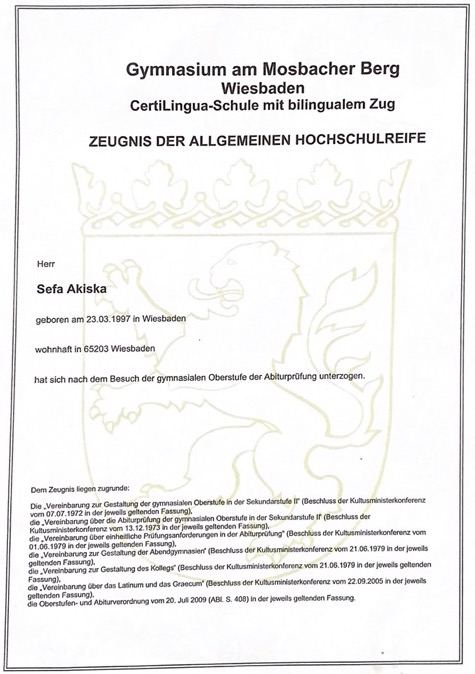 Gymnasium am Mosbacher Berg
Wiesbaden
CertiLingua-Schule mit bilingualem Zug
ZEUGNIS DER ALLGEMEINEN HOCHSCHULREIFE
Herr
Sefa Akiska
geboren am 23.03.1997 in Wiesbaden
wohnhaft in 65203 Wiesbaden
hat sich nach dem Besuch der gymnasialen Oberstufe der Abiturprüfung unterzogen.
Dem Zeugnis liegen zugrunde:
Die „Vereinbarung zur Gestaltung der gymnasialen Oberstufe in der Sekundarstufe II" (Beschluss der Kultusministerkonferenz
vom 07.07.1972 in der jeweils geltenden Fassung),
die „Vereinbarung über die Abiturprüfung der gymnasialen Oberstufe in der Sekundarstufe II" (Beschluss der
Kultusministerkonferenz vom 13.12.1973 in der jeweils geltenden Fassung),
die „Vereinbarung über einheitliche Prüfungsanforderungen in der Abiturprüfung" (Beschluss der Kultusministerkonferenz vom
01.06.1979 in der jeweils geltenden Fassung),
die „Vereinbarung zur Gestaltung der Abendgymnasien" (Beschluss der Kultusministerkonferenz vom 21.06.1979 in der jeweils
geltenden Fassung),
die „Vereinbarung zur Gestaltung des Kollegs" (Beschluss der Kultusministerkonferenz vom 21.06.1979 in der jeweils geltenden
Fassung),
die „Vereinbarung über das Latinum und das Graecum" (Beschluss der Kultusministerkonferenz vom 22.09.2005 in der jeweils
geltenden Fassung),
die Oberstufen- und Abiturverordnung vom 20. Juli 2009 (ABl. S. 408) in der jeweils geltenden Fassung.